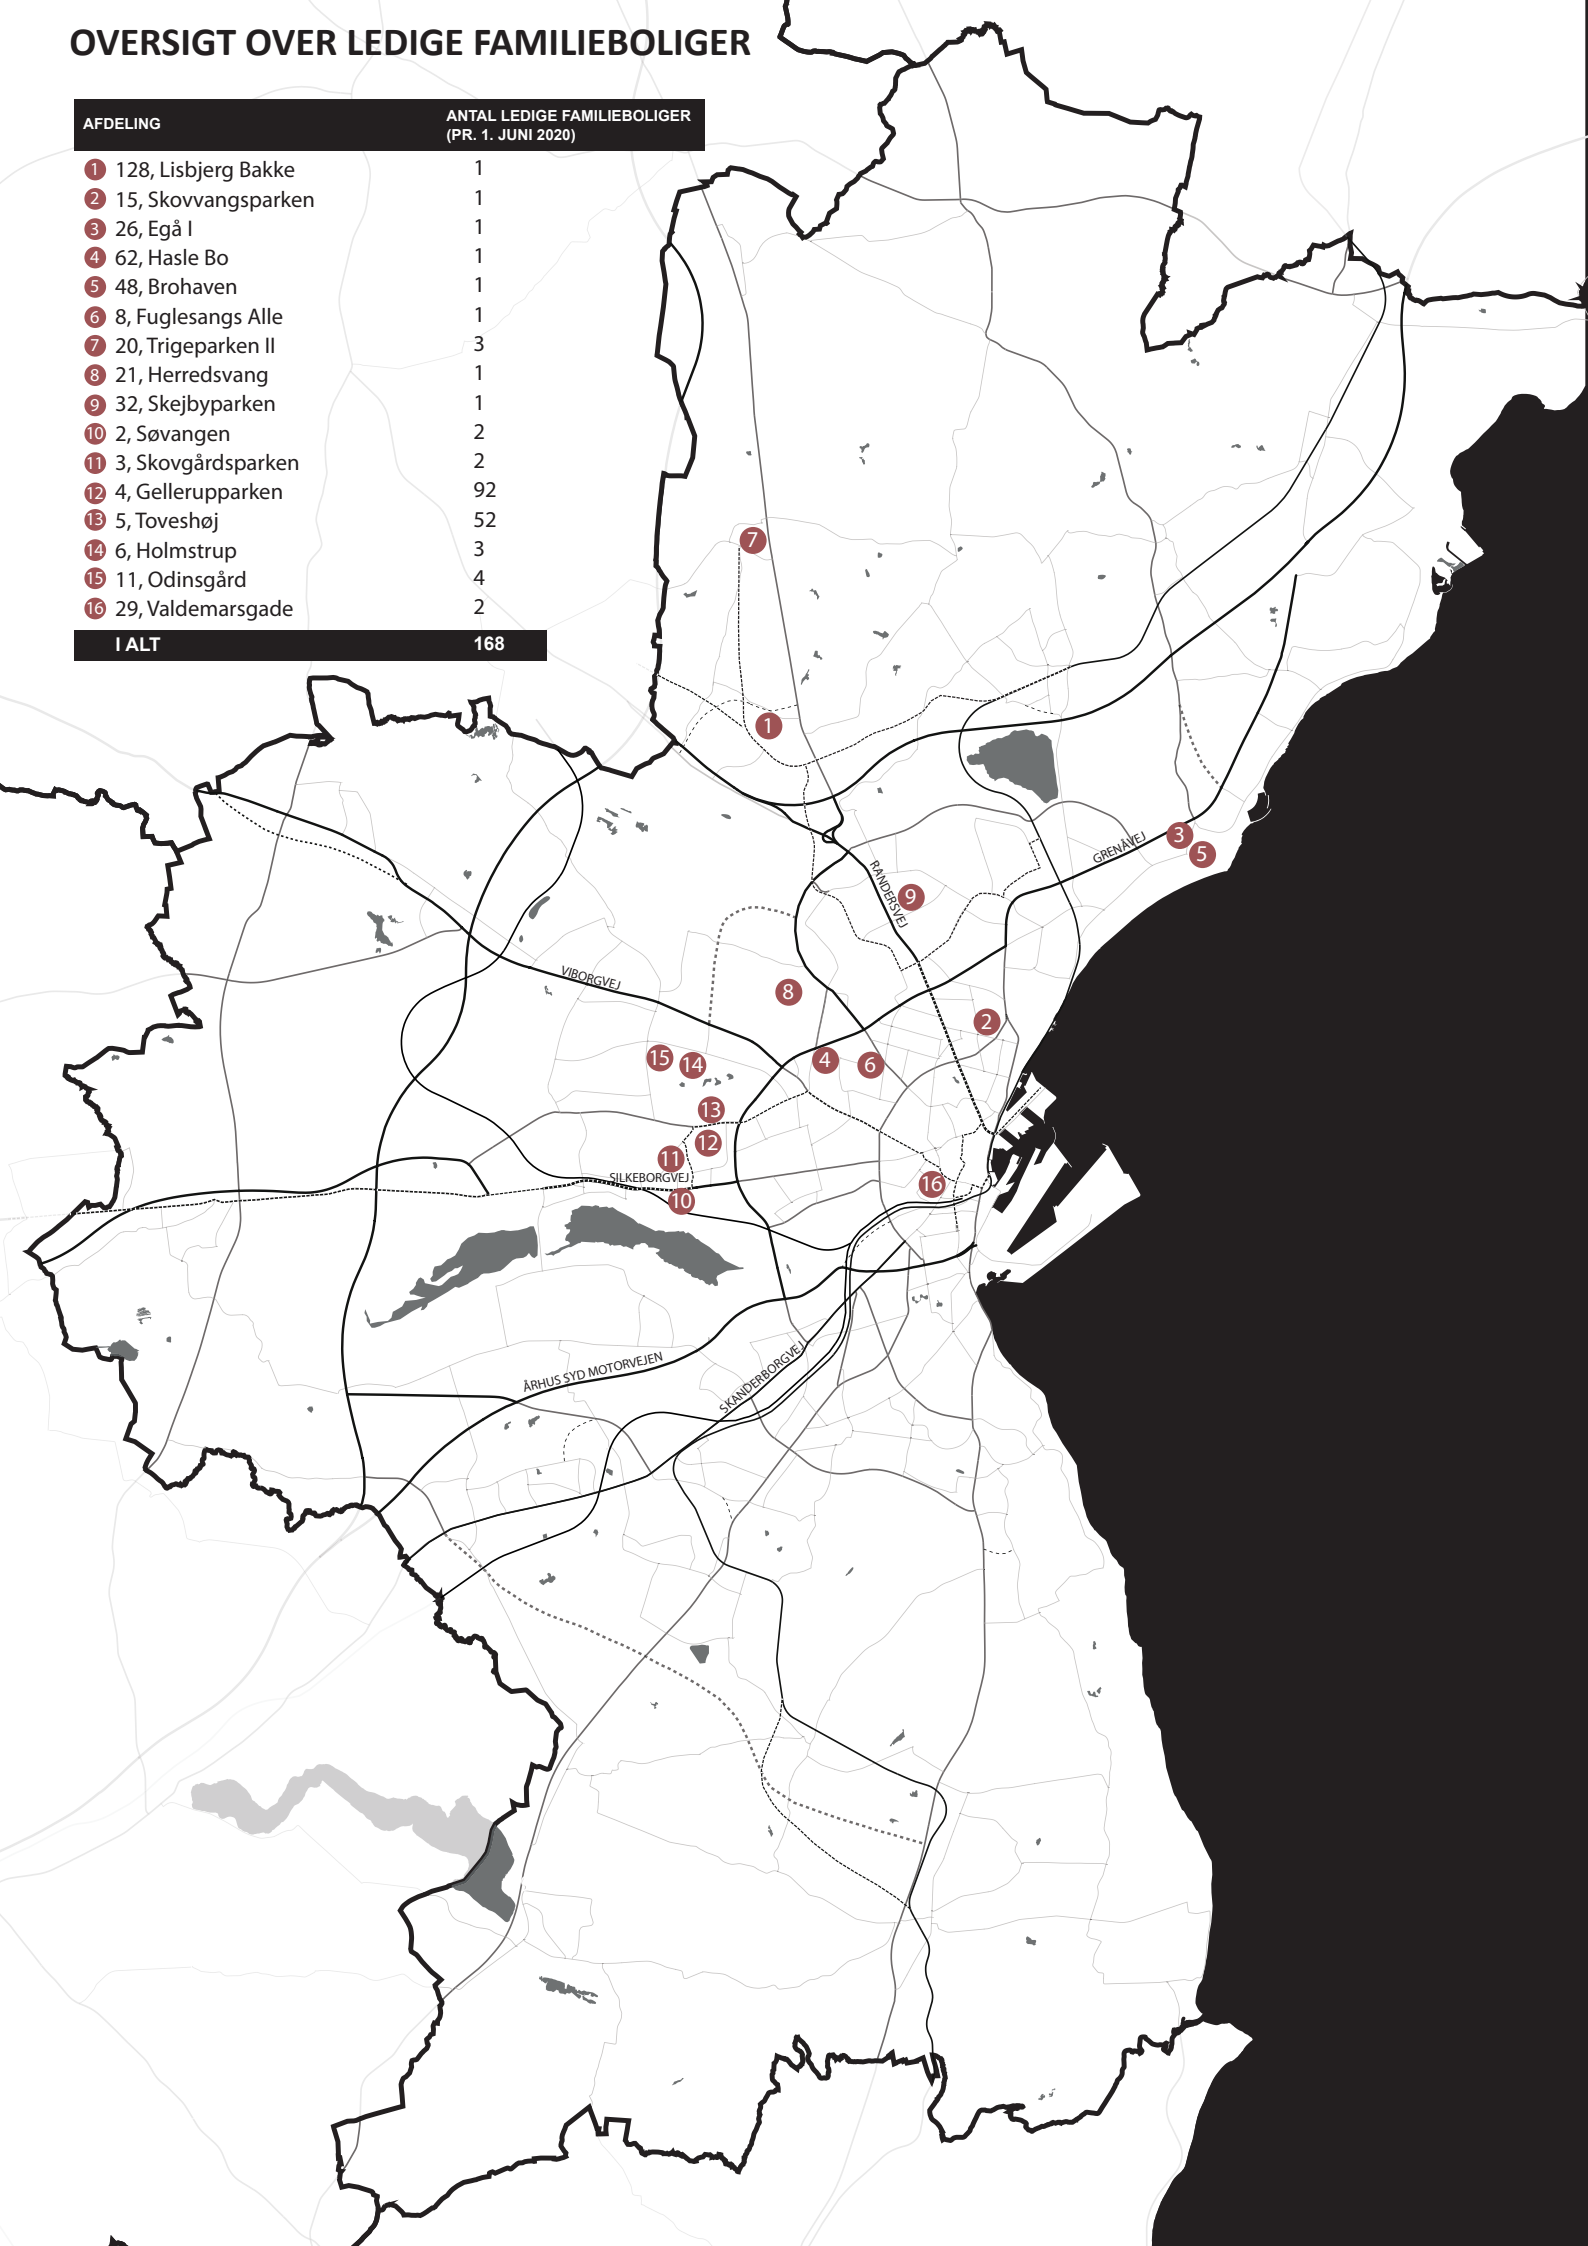 OVERSIGT OVER LEDIGE FAMILIEBOLIGER
AFDELING
ANTAL LEDIGE FAMILIEBOLIGER
(PR. 1. JUNI 2020)
1 128, Lisbjerg Bakke 1
2 15, Skovvangsparken 1
3 26, Egå I 1
4 62, Hasle Bo 1
5 48, Brohaven 1
6 8, Fuglesangs Alle 1
7 20, Trigeparken II 3
8 21, Herredsvang 1
9 32, Skejbyparken 1
10 2, Søvangen 2
11 3, Skovgårdsparken 2
12 4, Gellerupparken 92
13 5, Toveshøj 52
14 6, Holmstrup 3
15 11, Odinsgård 4
16 29, Valdemarsgade 2
I ALT 168
7
1
3
GRENÅVEJ
5
RANDERSVEJ
9
VIBORGVEJ
8
2
15
14
4
6
13
12
11
SILKEBORGVEJ
16
10
ÅRHUS SYD MOTORVEJEN
SKANDERBORGVEJ